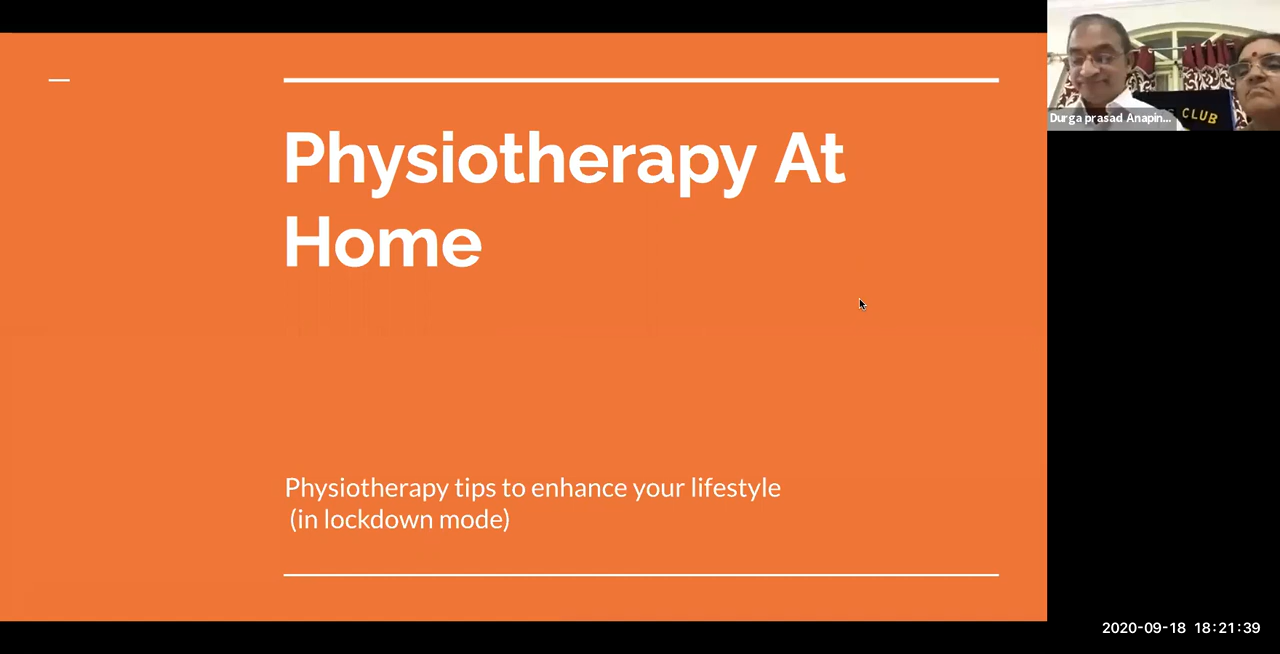 Physiotherapy At
Home
Physiotherapy tips to enhance your lifestyle
(in lockdown mode)
CLUB
Durga prasad Anapin...
2020-09-18 18:21:39